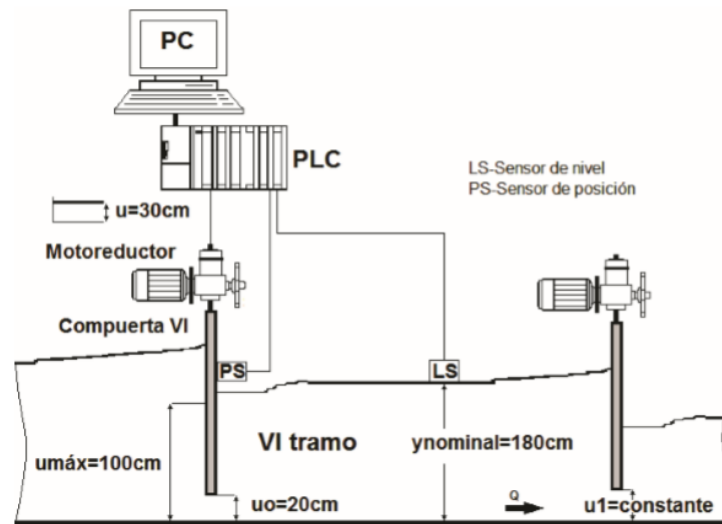 PC
PLC
LS-Sensor de nivel
PS-Sensor de posición
u=30cm
Motoreductor
Compuerta VI
PS
LS
umáx=100cm
VI tramo
ynominal=180cm
uo=20cm
Q
u1=constante